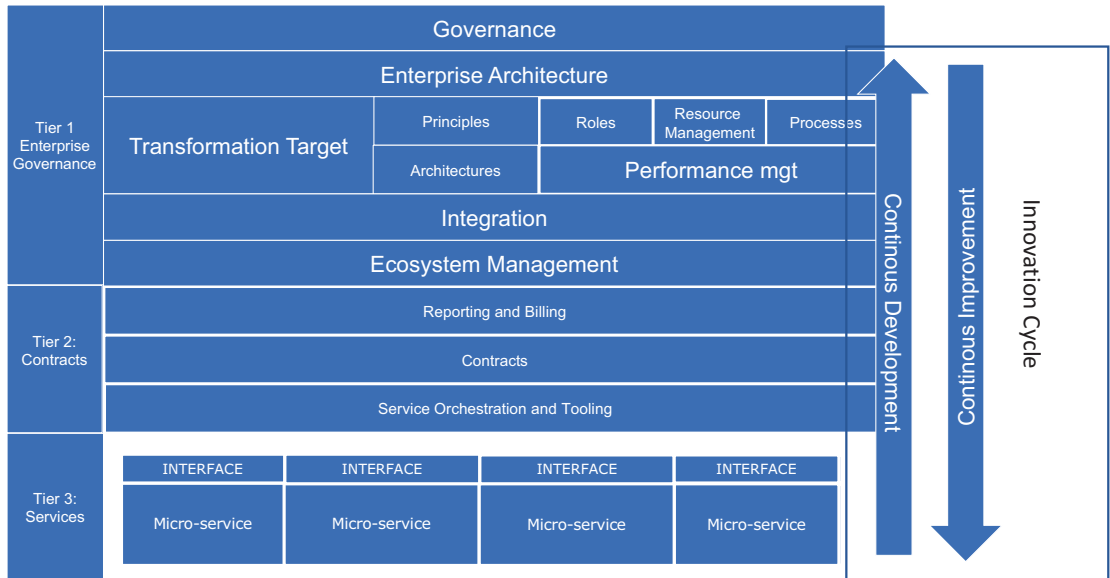 Governance
Enterprise Architecture
Tier 1
Enterprise
Governance
Transformation Target
Principles
Roles
Resource
Management
Processes
Architectures
Performance mgt
Integration
Ecosystem Management
Tier 2:
Contracts
Reporting and Billing
Contracts
Service Orchestration and Tooling
Tier 3:
Services
INTERFACE
INTERFACE
INTERFACE
INTERFACE
Micro-service
Micro-service
Micro-service
Micro-service
Continous Development
Continous Improvement
Innovation Cycle